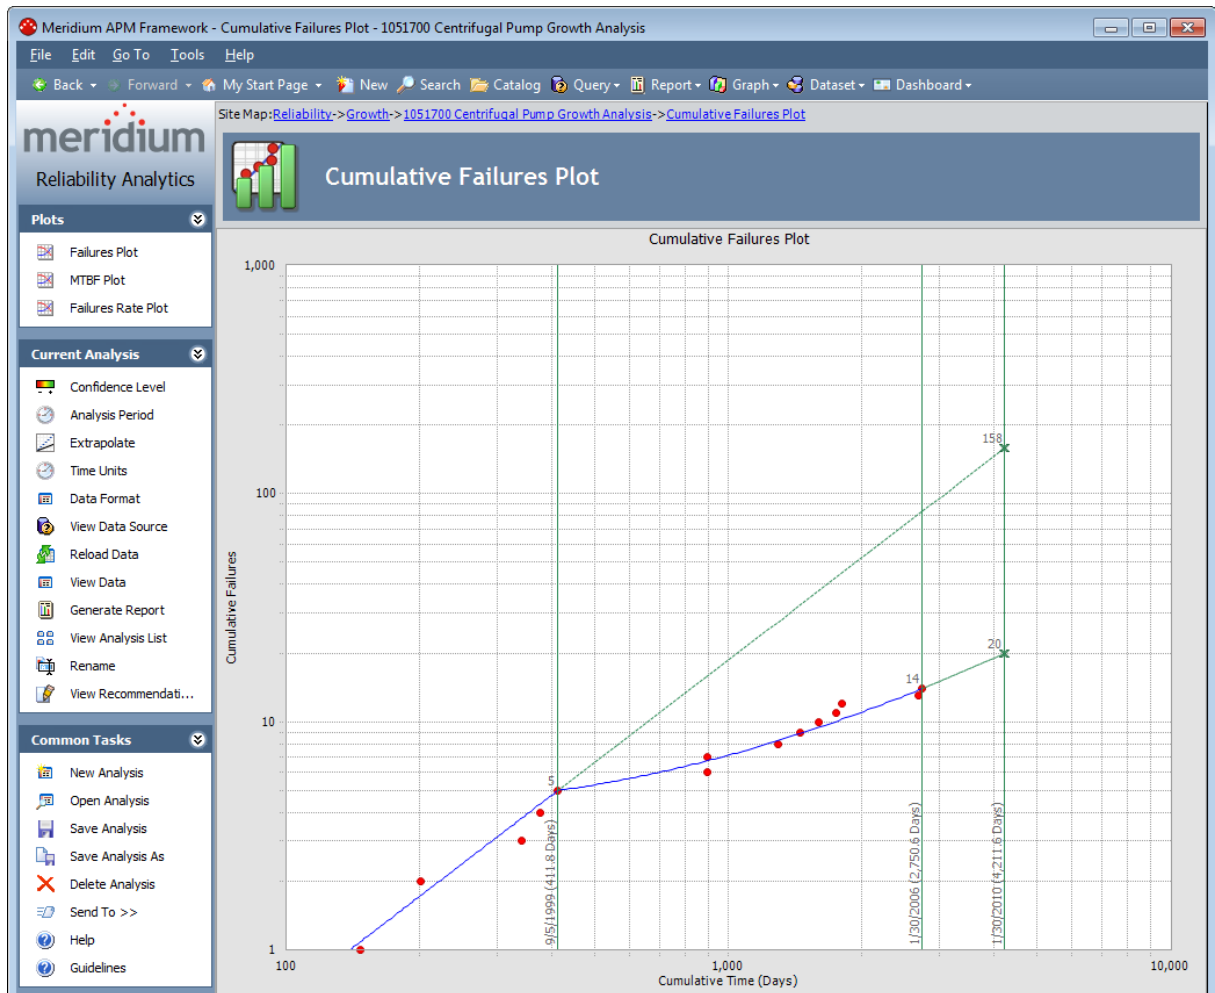 Meridium APM Framework - Cumulative Failures Plot - 1051700 Centrifugal Pump Growth Analysis
File Edit Go To Tools Help
Back Forward My Start Page New Search Catalog Query Report Graph Dataset Dashboard
meridium
Reliability Analytics
Site Map:Reliability->Growth->1051700 Centrifugal Pump Growth Analysis->Cumulative Failures Plot
Cumulative Failures Plot
Plots
Failures Plot
MTBF Plot
Failures Rate Plot
Current Analysis
Confidence Level
Analysis Period
Extrapolate
Time Units
Data Format
View Data Source
Reload Data
View Data
Generate Report
View Analysis List
Rename
View Recommendati...
Common Tasks
New Analysis
Open Analysis
Save Analysis
Save Analysis As
Delete Analysis
Send To >>
Help
Guidelines
Cumulative Failures Plot
1,000
100
10
1
Cumulative Failures
158
20
14
5
9/5/1999 (411.8 Days)
1/30/2006 (2,750.6 Days)
1/30/2010 (4,211.6 Days)
100
1,000
10,000
Cumulative Time (Days)